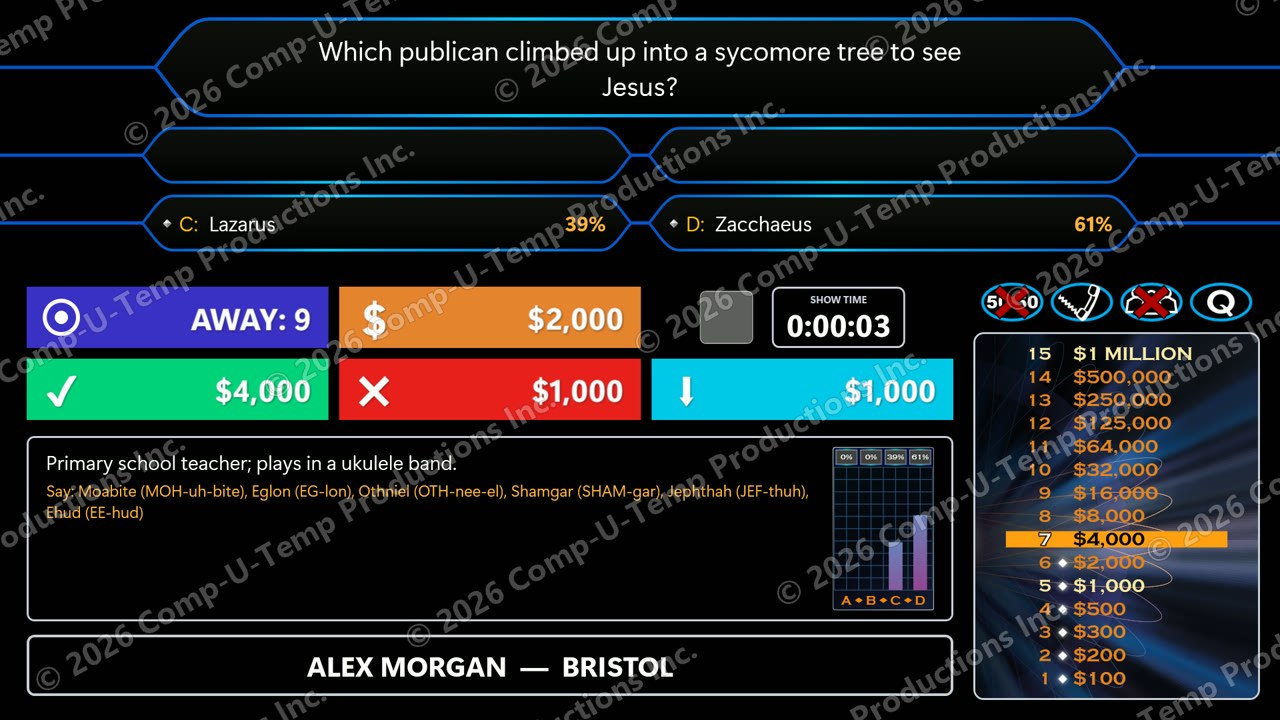 Which publican climbed up into a sycomore tree to see
Jesus?
C: Lazarus 39%
D: Zacchaeus 61%
AWAY: 9
$ $2,000
SHOW TIME
0:00:03
50:50
Q
$4,000
$1,000
$1,000
Primary school teacher; plays in a ukulele band.
Say: Moabite (MOH-uh-bite), Eglon (EG-lon), Othniel (OTH-nee-el), Shamgar (SHAM-gar), Jephthah (JEF-thuh),
Ehud (EE-hud)
0% 0% 39% 61%
A B C D
15 $1 MILLION
14 $500,000
13 $250,000
12 $125,000
11 $64,000
10 $32,000
9 $16,000
8 $8,000
7 $4,000
6 $2,000
5 $1,000
4 $500
3 $300
2 $200
1 $100
ALEX MORGAN — BRISTOL
© 2026 Comp-U-Temp Productions Inc.